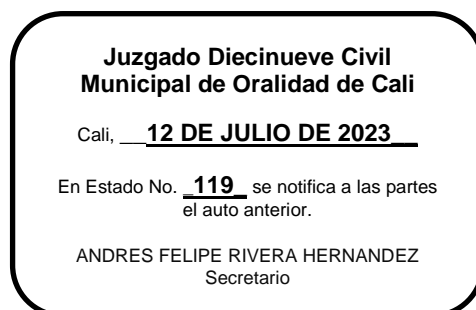 Juzgado Diecinueve Civil
Municipal de Oralidad de Cali
Cali, __12 DE JULIO DE 2023__
En Estado No. _119_ se notifica a las partes
el auto anterior.
ANDRES FELIPE RIVERA HERNANDEZ
Secretario